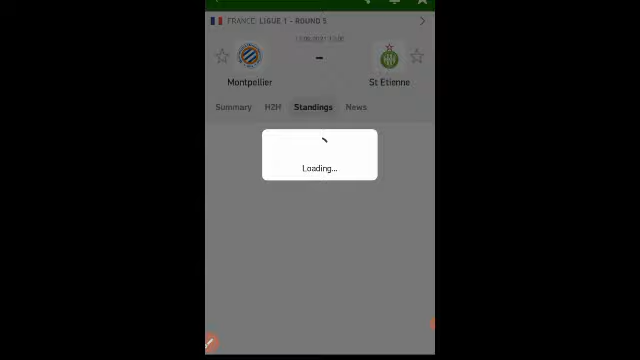 FRANCE: LIGUE 1 - ROUND 5
Montpellier
St Etienne
Summary H2H Standings News
Loading...